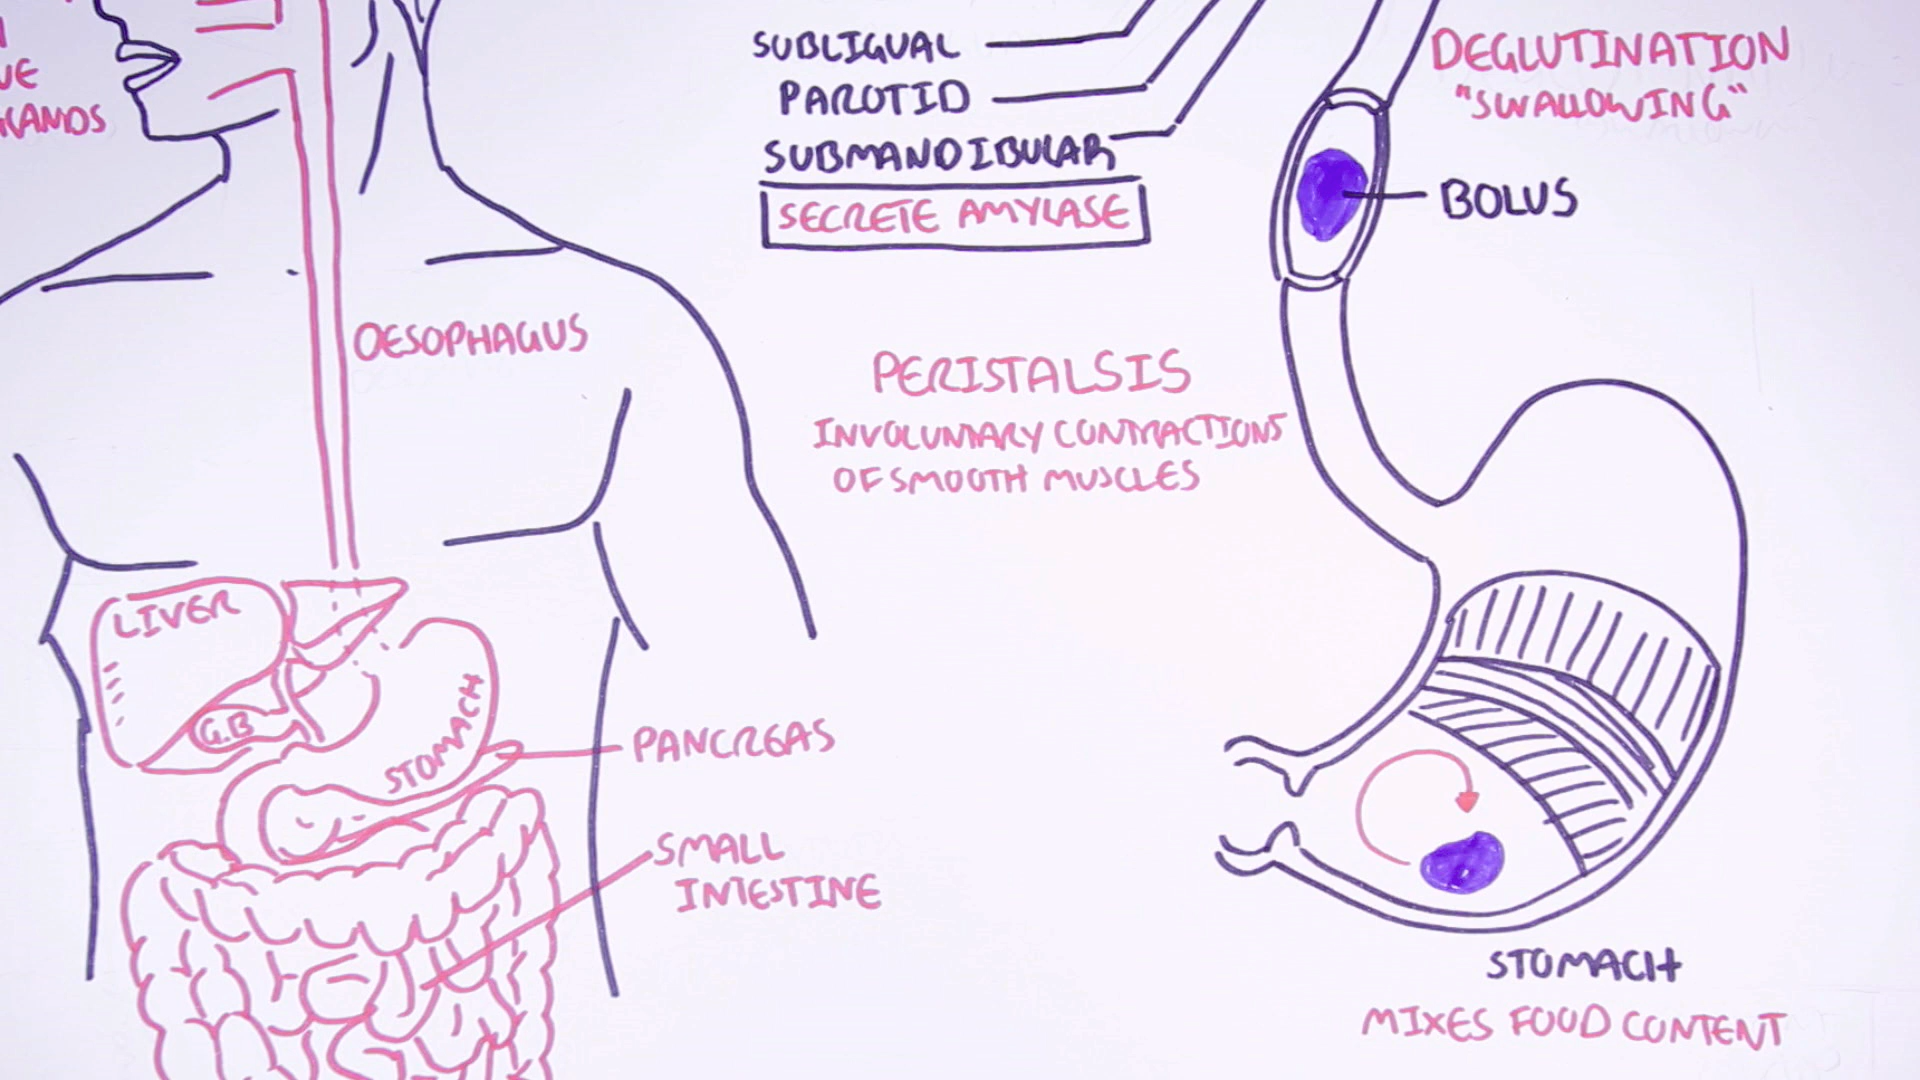 SUBLIGUAL
PAROTID
SUBMANDIBULAR
SECRETE AMYLASE
DEGLUTINATION
"SWALLOWING"
BOLUS
OESOPHAGUS
PERISTALSIS
INVOLUNTARY CONTRACTIONS
OF SMOOTH MUSCLES
LIVER
G.B
STOMACH
PANCREAS
SMALL
INTESTINE
STOMACH
MIXES FOOD CONTENT